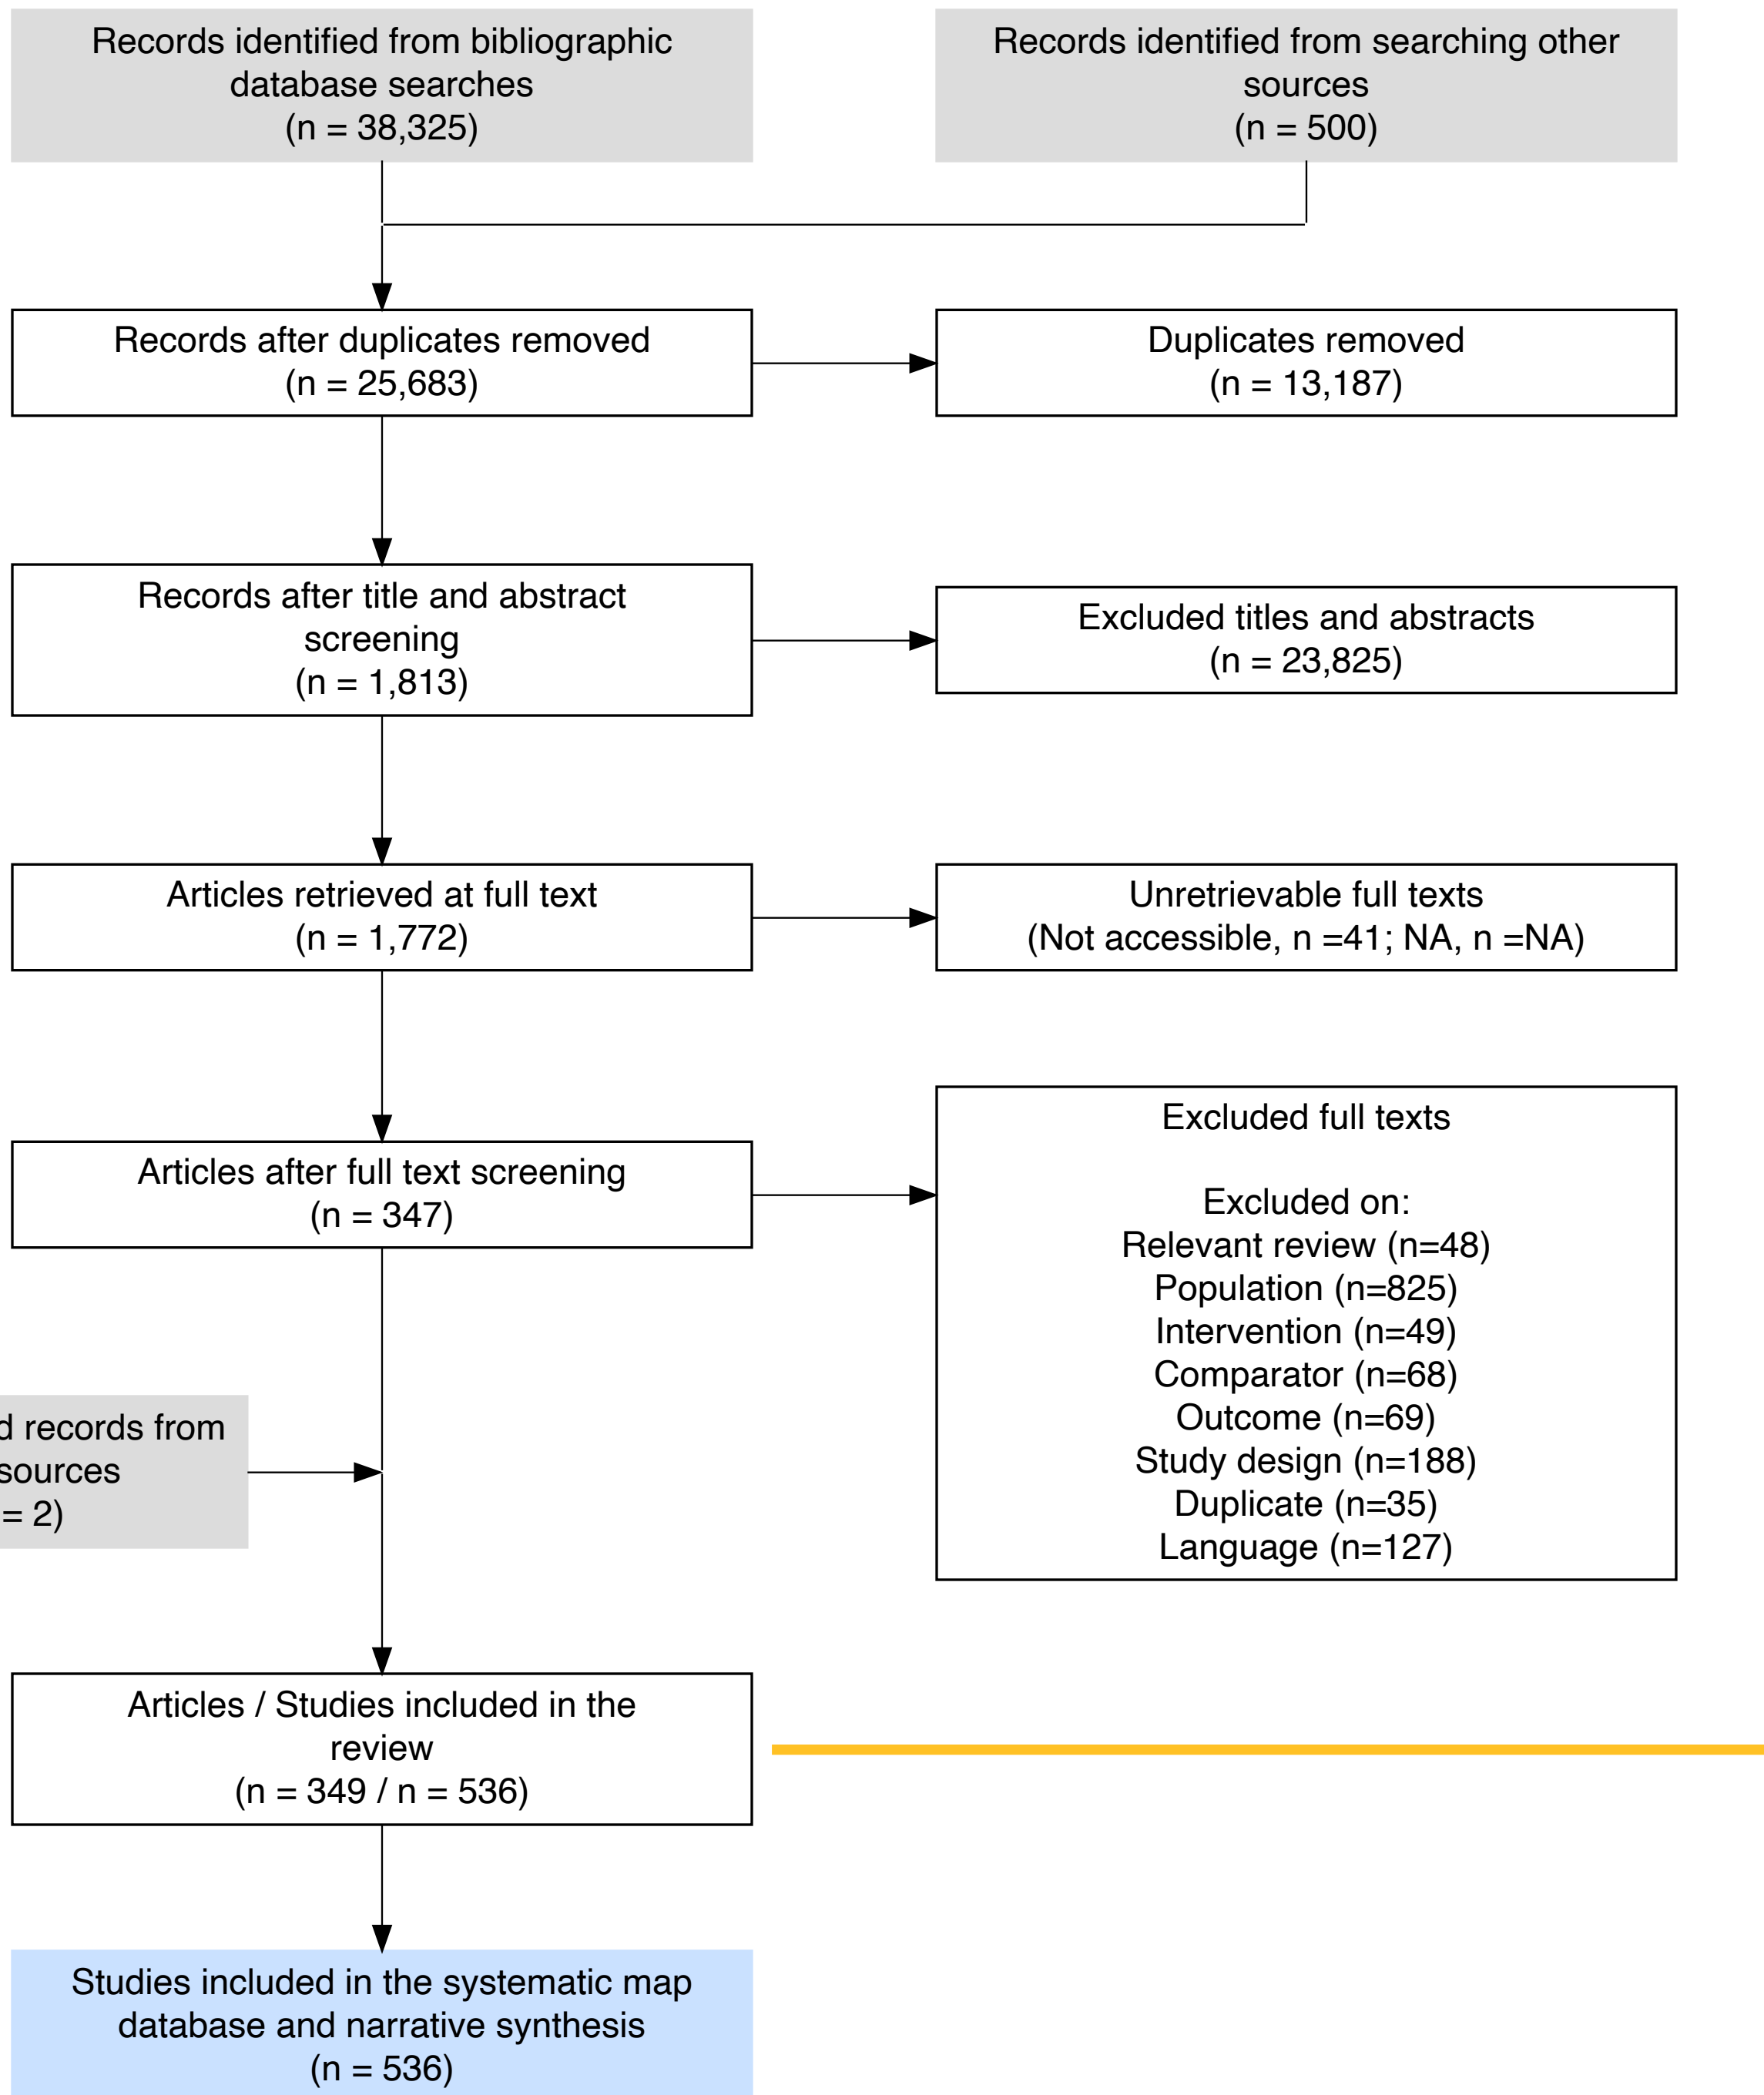 Records identified from bibliographic
database searches
(n = 38,325)
Records identified from searching other
sources
(n = 500)
Records after duplicates removed
(n = 25,683)
Duplicates removed
(n = 13,187)
Records after title and abstract
screening
(n = 1,813)
Excluded titles and abstracts
(n = 23,825)
Articles retrieved at full text
(n = 1,772)
Unretrievable full texts
(Not accessible, n =41; NA, n =NA)
Articles after full text screening
(n = 347)
Excluded full texts
Excluded on:
Relevant review (n=48)
Population (n=825)
Intervention (n=49)
Comparator (n=68)
Outcome (n=69)
Study design (n=188)
Duplicate (n=35)
Language (n=127)
records from
sources
= 2)
Articles / Studies included in the
review
(n = 349 / n = 536)
Studies included in the systematic map
database and narrative synthesis
(n = 536)